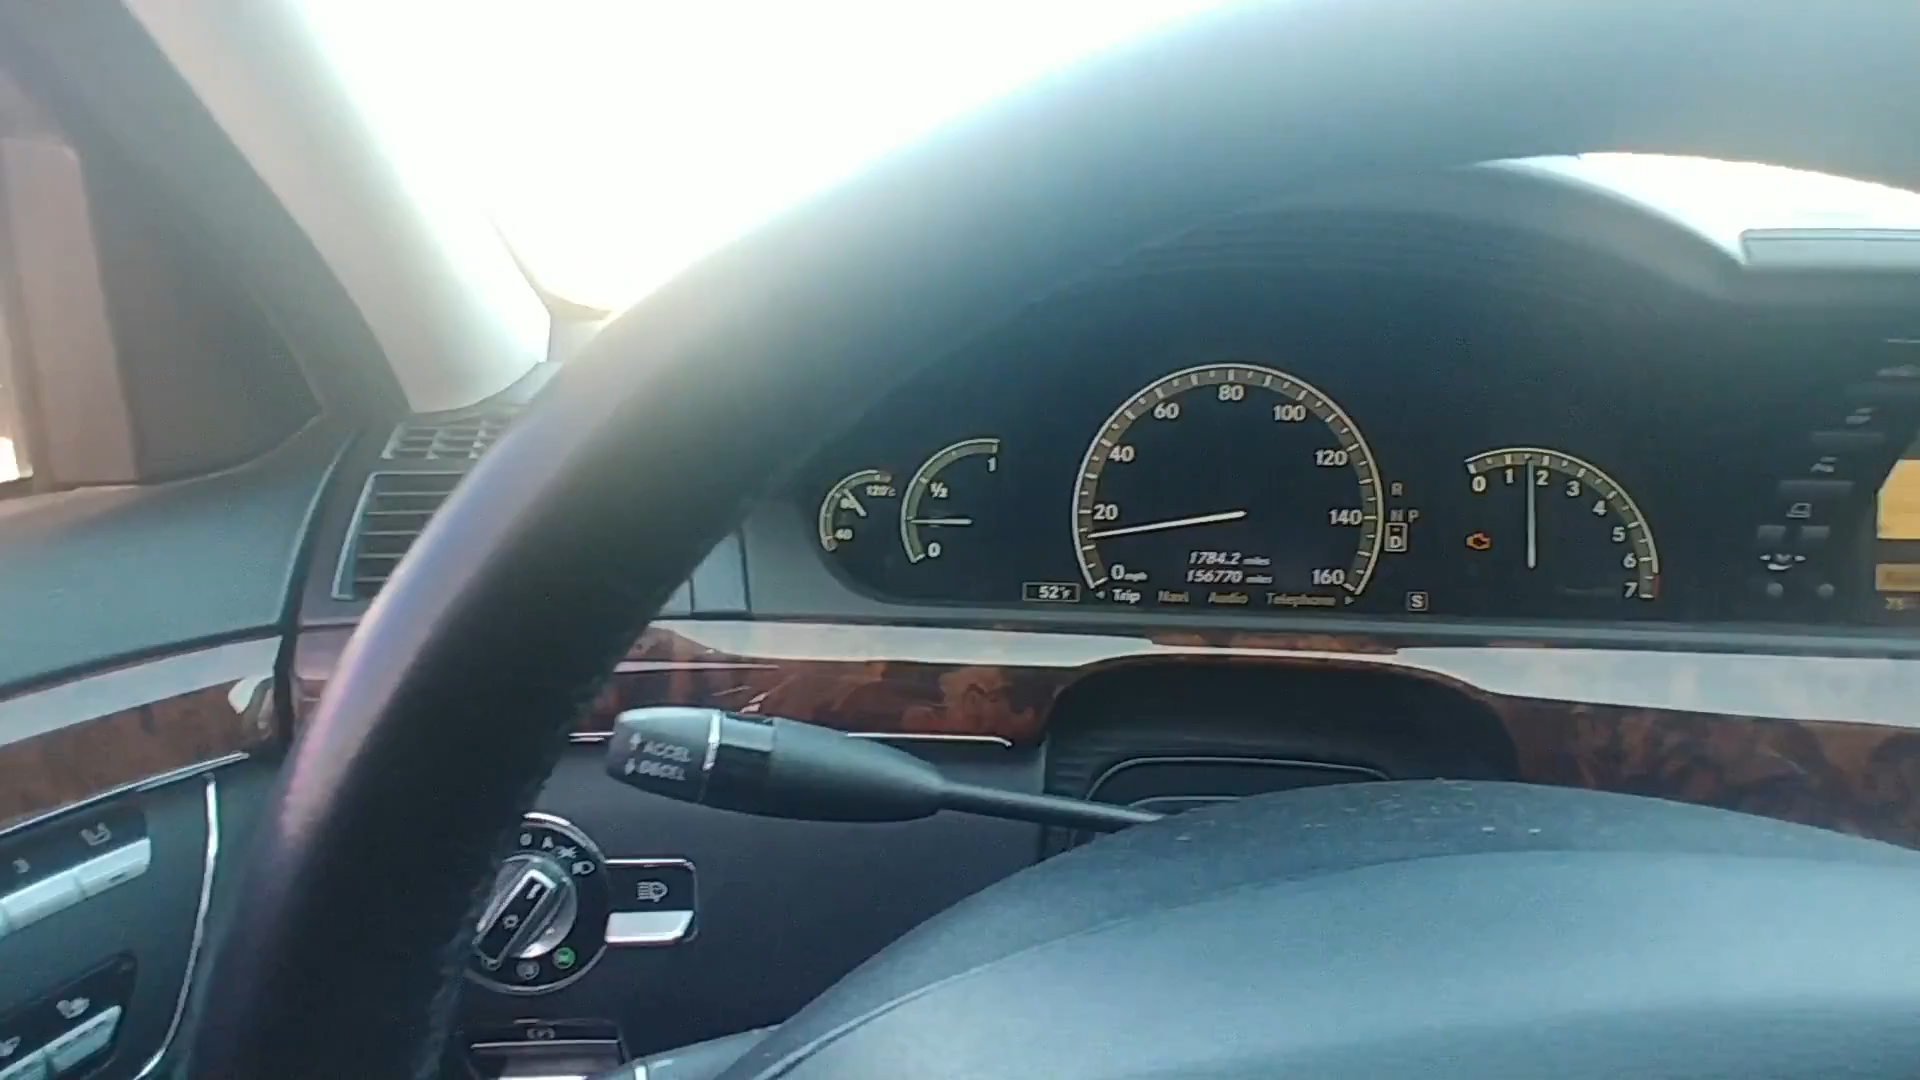 80
60 100
40 120
20 140
0 mph 160
1784.2 miles
156770 miles
52°F
Trip Navi Audio Telephone
120°C
40
1
½
0
R
N P
D
S
0 1 2 3 4 5 6 7
ACCEL
DECEL